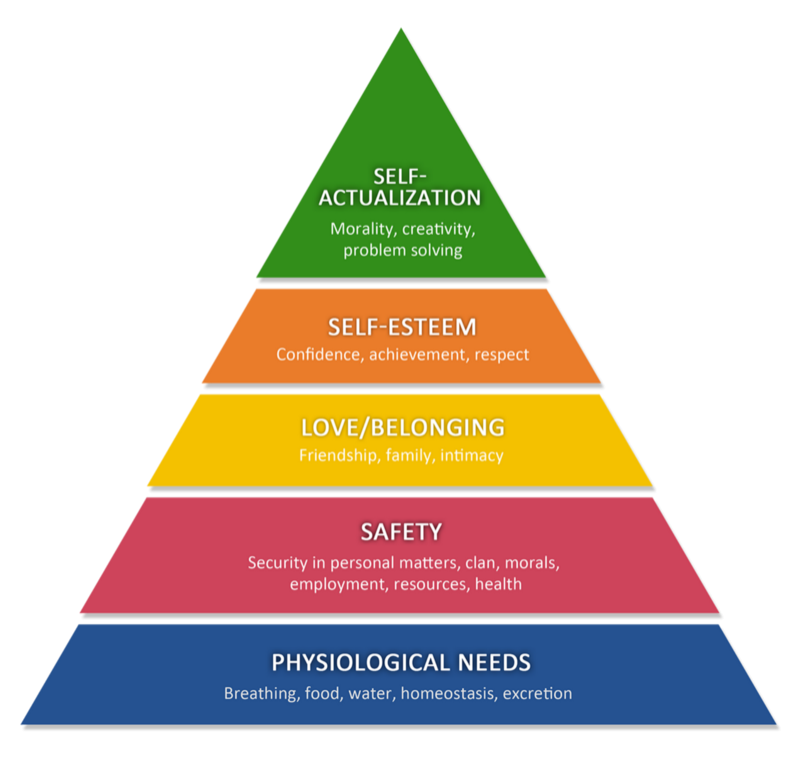 SELF-
ACTUALIZATION
Morality, creativity,
problem solving
SELF-ESTEEM
Confidence, achievement, respect
LOVE/BELONGING
Friendship, family, intimacy
SAFETY
Security in personal matters, clan, morals,
employment, resources, health
PHYSIOLOGICAL NEEDS
Breathing, food, water, homeostasis, excretion